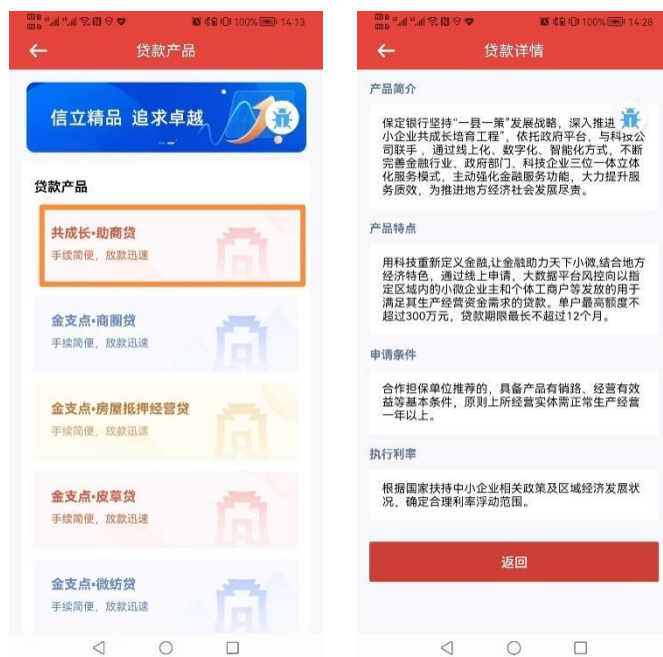 100% 14:13
贷款产品
信立精品 追求卓越
贷款产品
共成长·助商贷
手续简便，放款迅速
金支点·商圈贷
手续简便，放款迅速
金支点·房屋抵押经营贷
手续简便，放款迅速
金支点·皮草贷
手续简便，放款迅速
金支点·微纺贷
手续简便，放款迅速
100% 14:28
贷款详情
产品简介
保定银行坚持“一县一策”发展战略，深入推进
小企业共成长培育工程”，依托政府平台，与科技公
司联手，通过线上化、数字化、智能化方式，不断
完善金融行业、政府部门、科技企业三位一体立体
化服务模式，主动强化金融服务功能，大力提升服
务质效，为推进地方经济社会发展尽责。
产品特点
用科技重新定义金融,让金融助力天下小微,结合地方
经济特色，通过线上申请，大数据平台风控向以指
定区域内的小微企业主和个体工商户等发放的用于
满足其生产经营资金需求的贷款。单户最高额度不
超过300万元，贷款期限最长不超过12个月。
申请条件
合作担保单位推荐的，具备产品有销路、经营有效
益等基本条件，原则上所经营实体需正常生产经营
一年以上。
执行利率
根据国家扶持中小企业相关政策及区域经济发展状
况，确定合理利率浮动范围。
返回